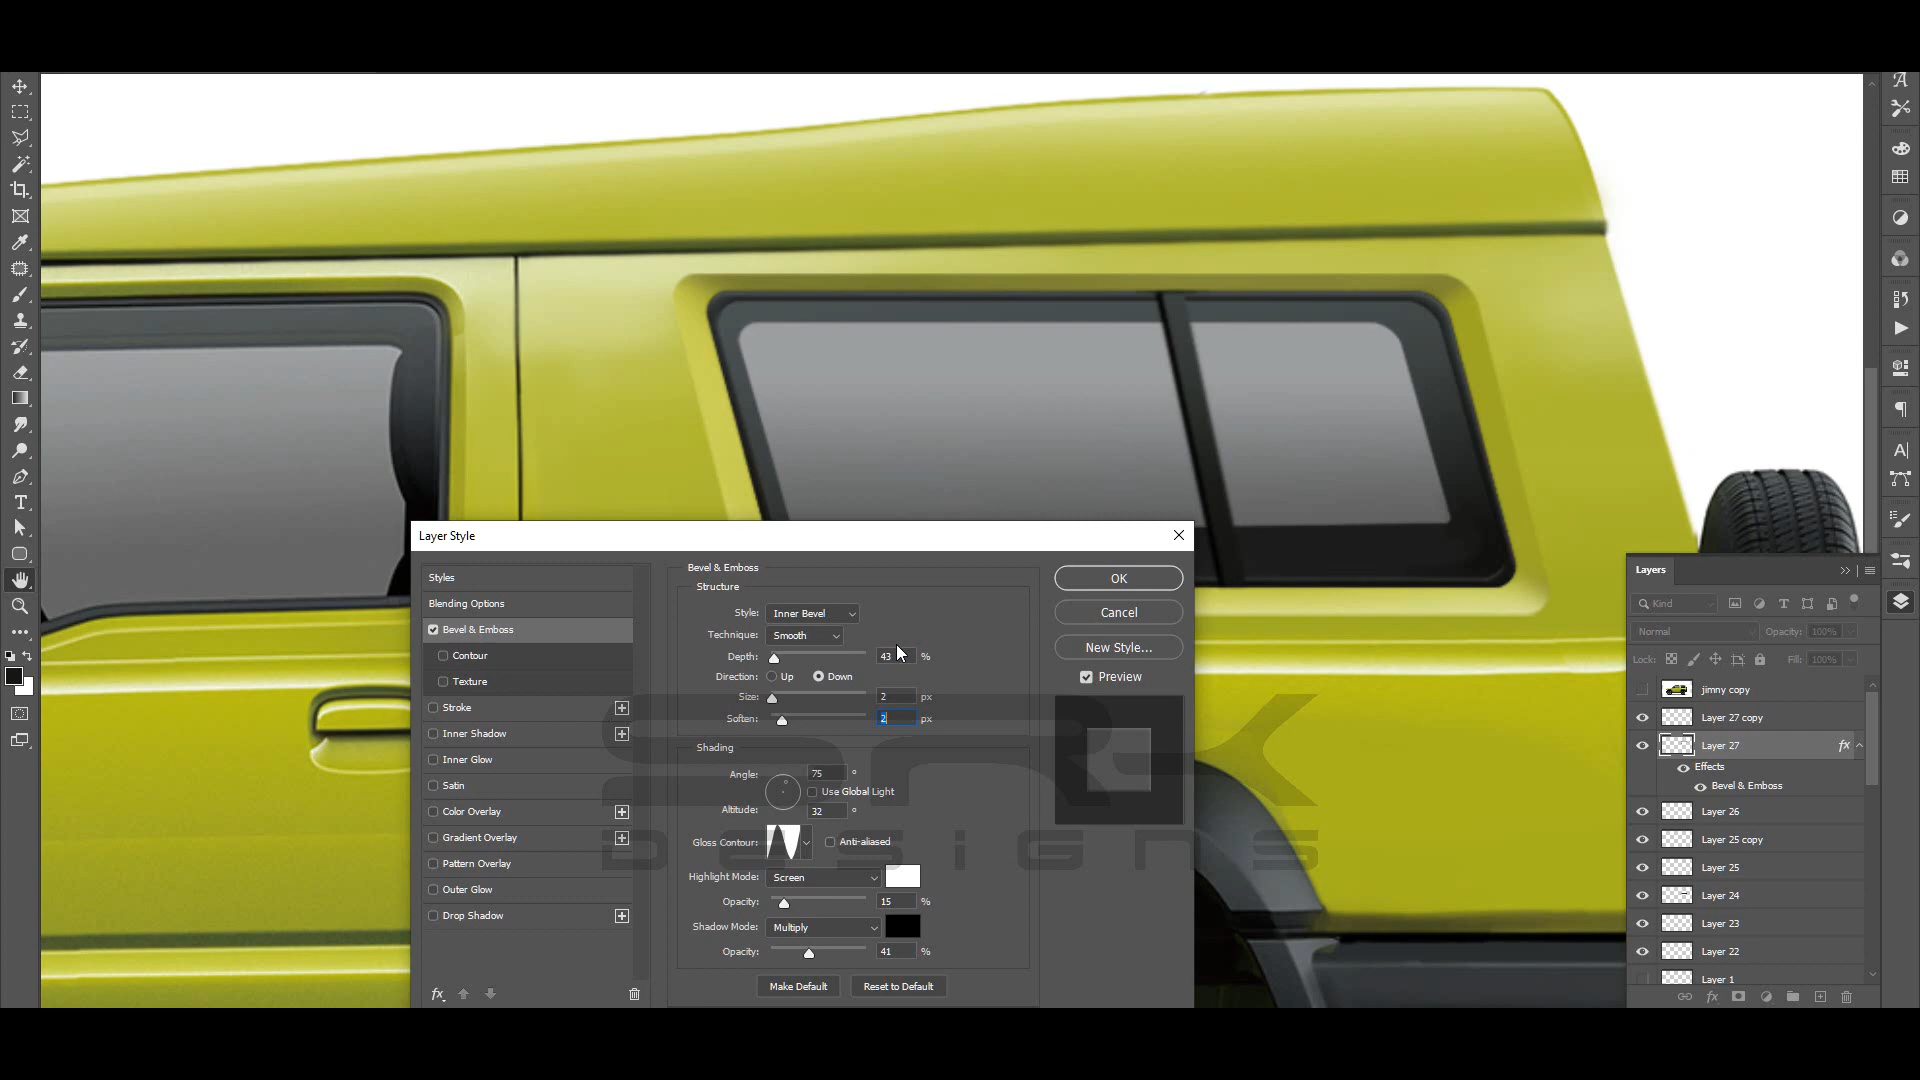 Layer Style
Styles
Blending Options
Bevel & Emboss
Contour
Texture
Stroke
Inner Shadow
Inner Glow
Satin
Color Overlay
Gradient Overlay
Pattern Overlay
Outer Glow
Drop Shadow
fx
Bevel & Emboss
Structure
Style: Inner Bevel
Technique: Smooth
Depth: 43 %
Direction: Up Down
Size: 2 px
Soften: 2 px
Shading
Angle: 75 °
Use Global Light
Altitude: 32 °
Gloss Contour: Anti-aliased
Highlight Mode: Screen
Opacity: 15 %
Shadow Mode: Multiply
Opacity: 41 %
Make Default Reset to Default
OK
Cancel
New Style...
Preview
SRK
DESIGNS
Layers
Kind
Normal Opacity: 100%
Lock: Fill: 100%
jimny copy
Layer 27 copy
Layer 27 fx
Effects
Bevel & Emboss
Layer 26
Layer 25 copy
Layer 25
Layer 24
Layer 23
Layer 22
Layer 1
fx